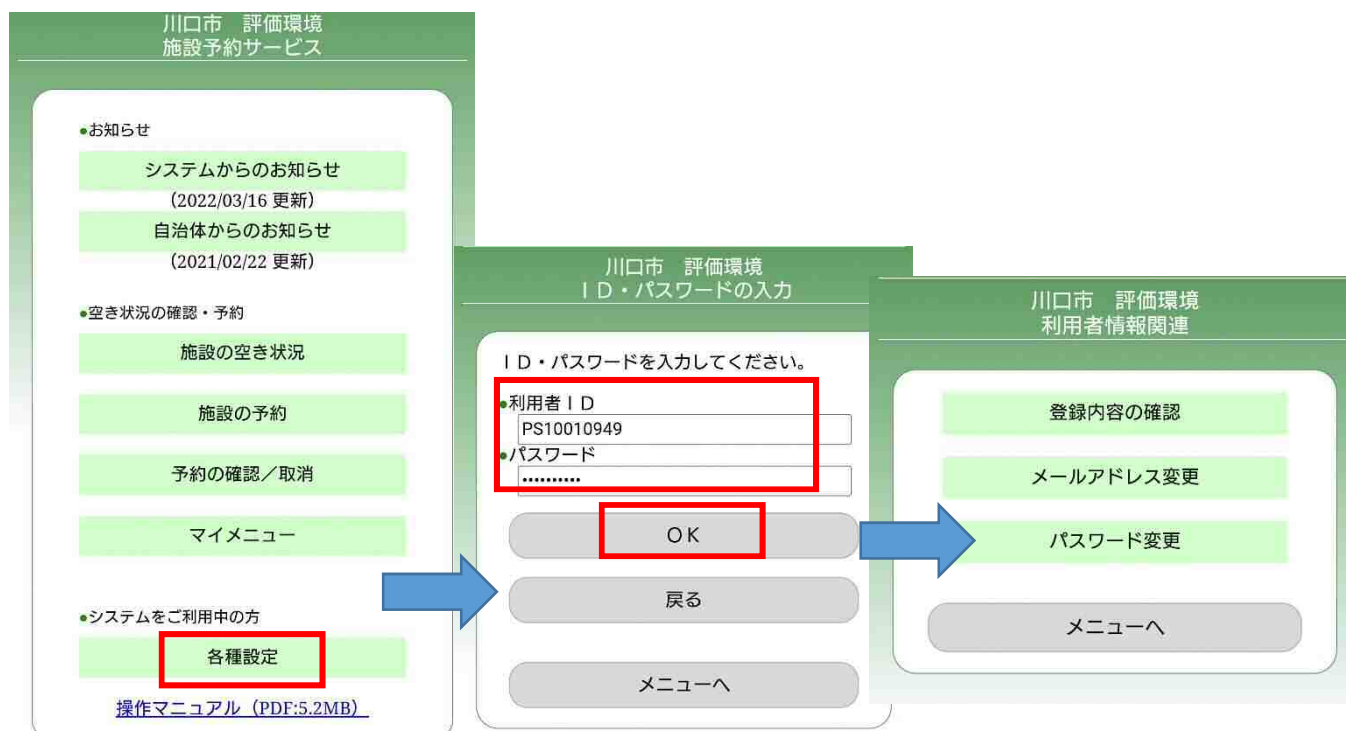 川口市　評価環境
施設予約サービス
●お知らせ
システムからのお知らせ
（2022/03/16 更新）
自治体からのお知らせ
（2021/02/22 更新）
●空き状況の確認・予約
施設の空き状況
施設の予約
予約の確認／取消
マイメニュー
●システムをご利用中の方
各種設定
操作マニュアル（PDF:5.2MB）
川口市　評価環境
ＩＤ・パスワードの入力
ＩＤ・パスワードを入力してください。
●利用者ＩＤ
PS10010949
●パスワード
••••••••••
ＯＫ
戻る
メニューへ
川口市　評価環境
利用者情報関連
登録内容の確認
メールアドレス変更
パスワード変更
メニューへ